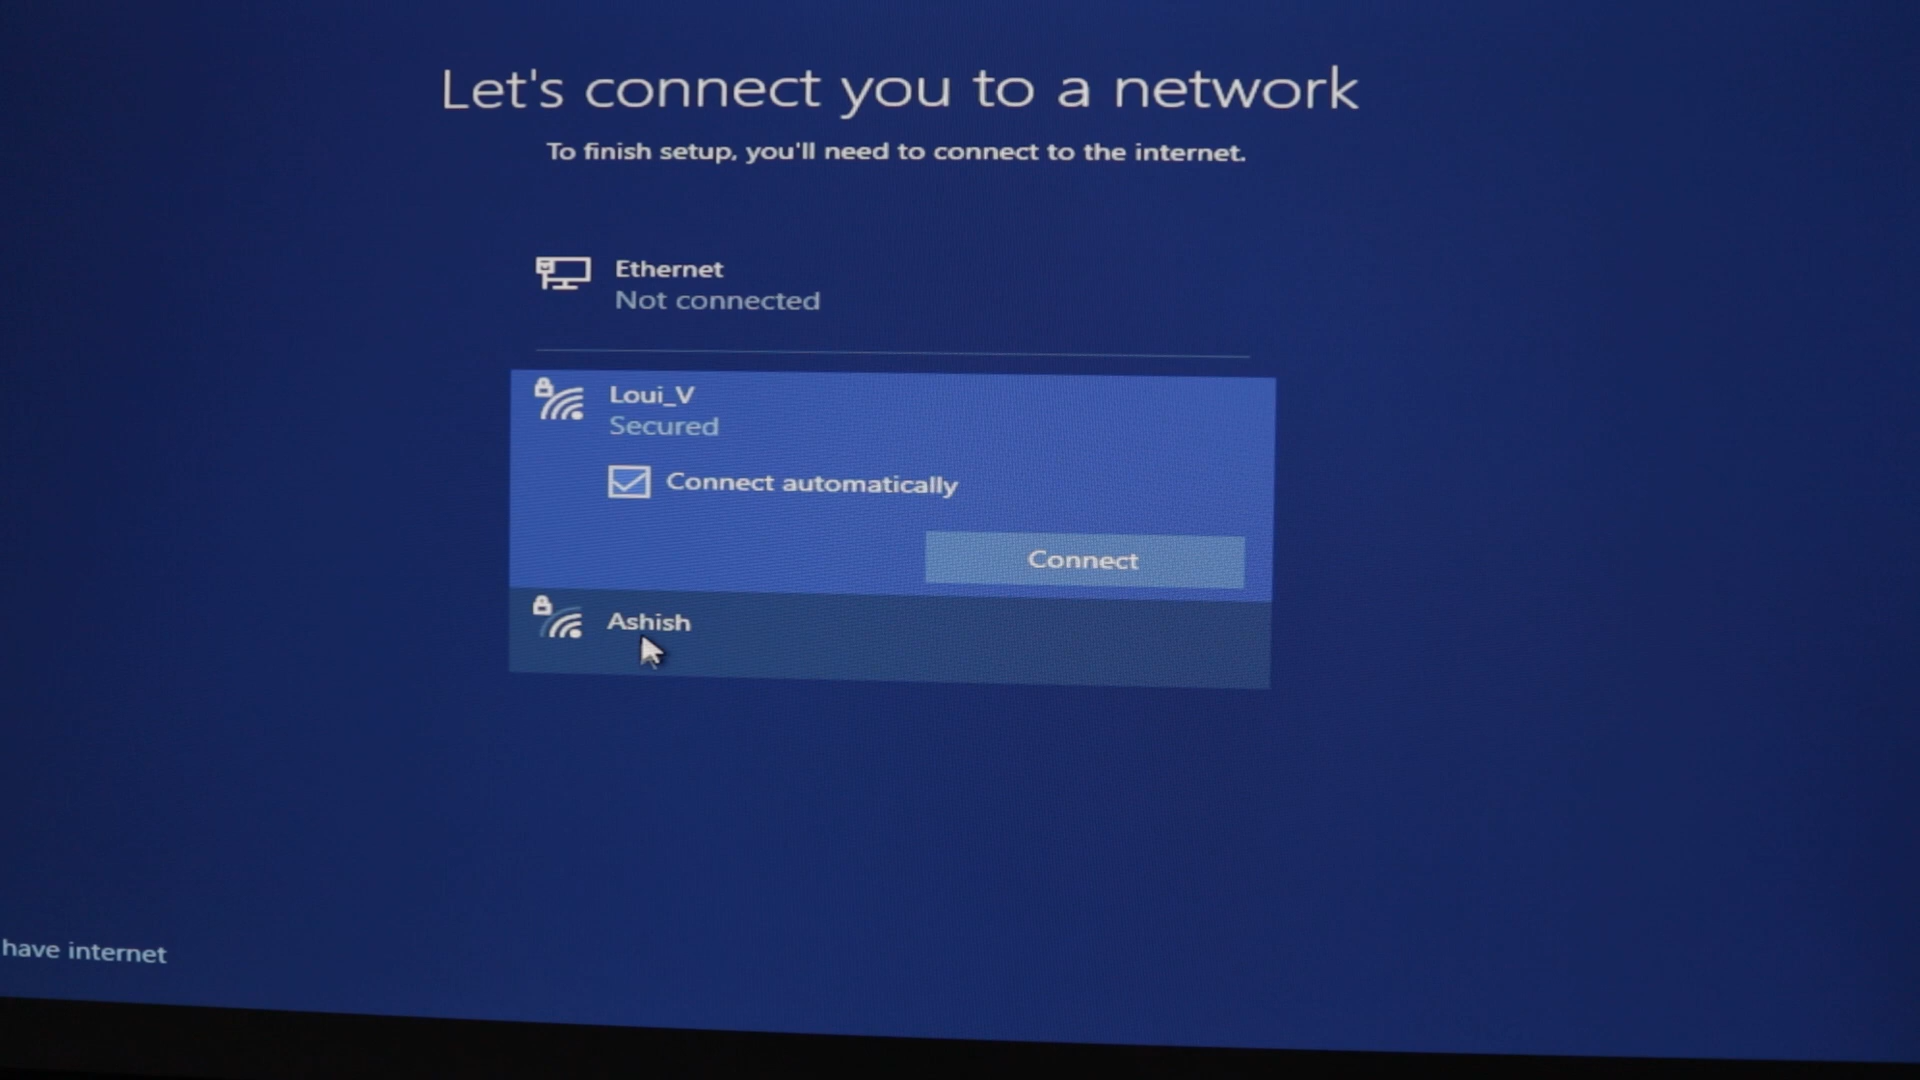 Let's connect you to a network
To finish setup, you'll need to connect to the internet.
Ethernet
Not connected
Loui_V
Secured
Connect automatically
Connect
Ashish
have internet